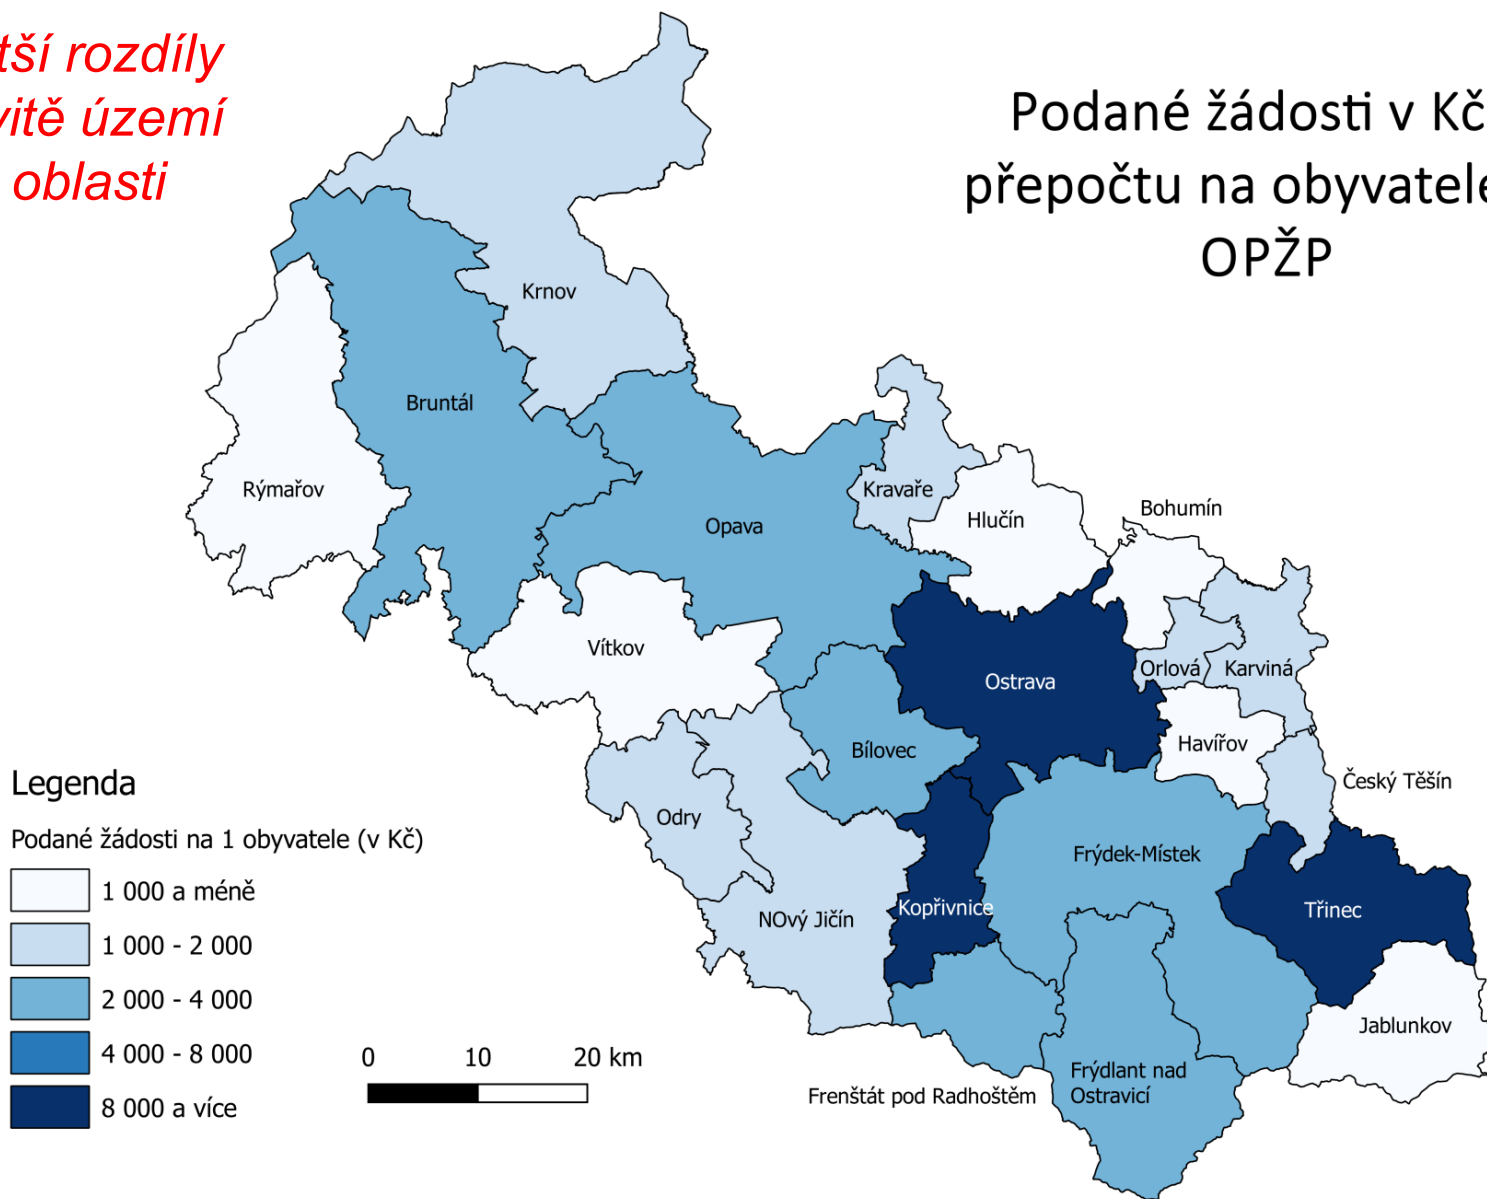 tší rozdíly
vitě území
oblasti
Podané žádosti v Kč
přepočtu na obyvatele
OPŽP
Krnov
Bruntál
Rýmařov
Kravaře
Hlučín
Bohumín
Opava
Vítkov
Ostrava
Orlová
Karviná
Bílovec
Havířov
Český Těšín
Odry
Frýdek-Místek
Kopřivnice
NOvý Jičín
Třinec
Jablunkov
Frýdlant nad
Ostravicí
Frenštát pod Radhoštěm
Legenda
Podané žádosti na 1 obyvatele (v Kč)
1 000 a méně
1 000 - 2 000
2 000 - 4 000
4 000 - 8 000
8 000 a více
0 10 20 km